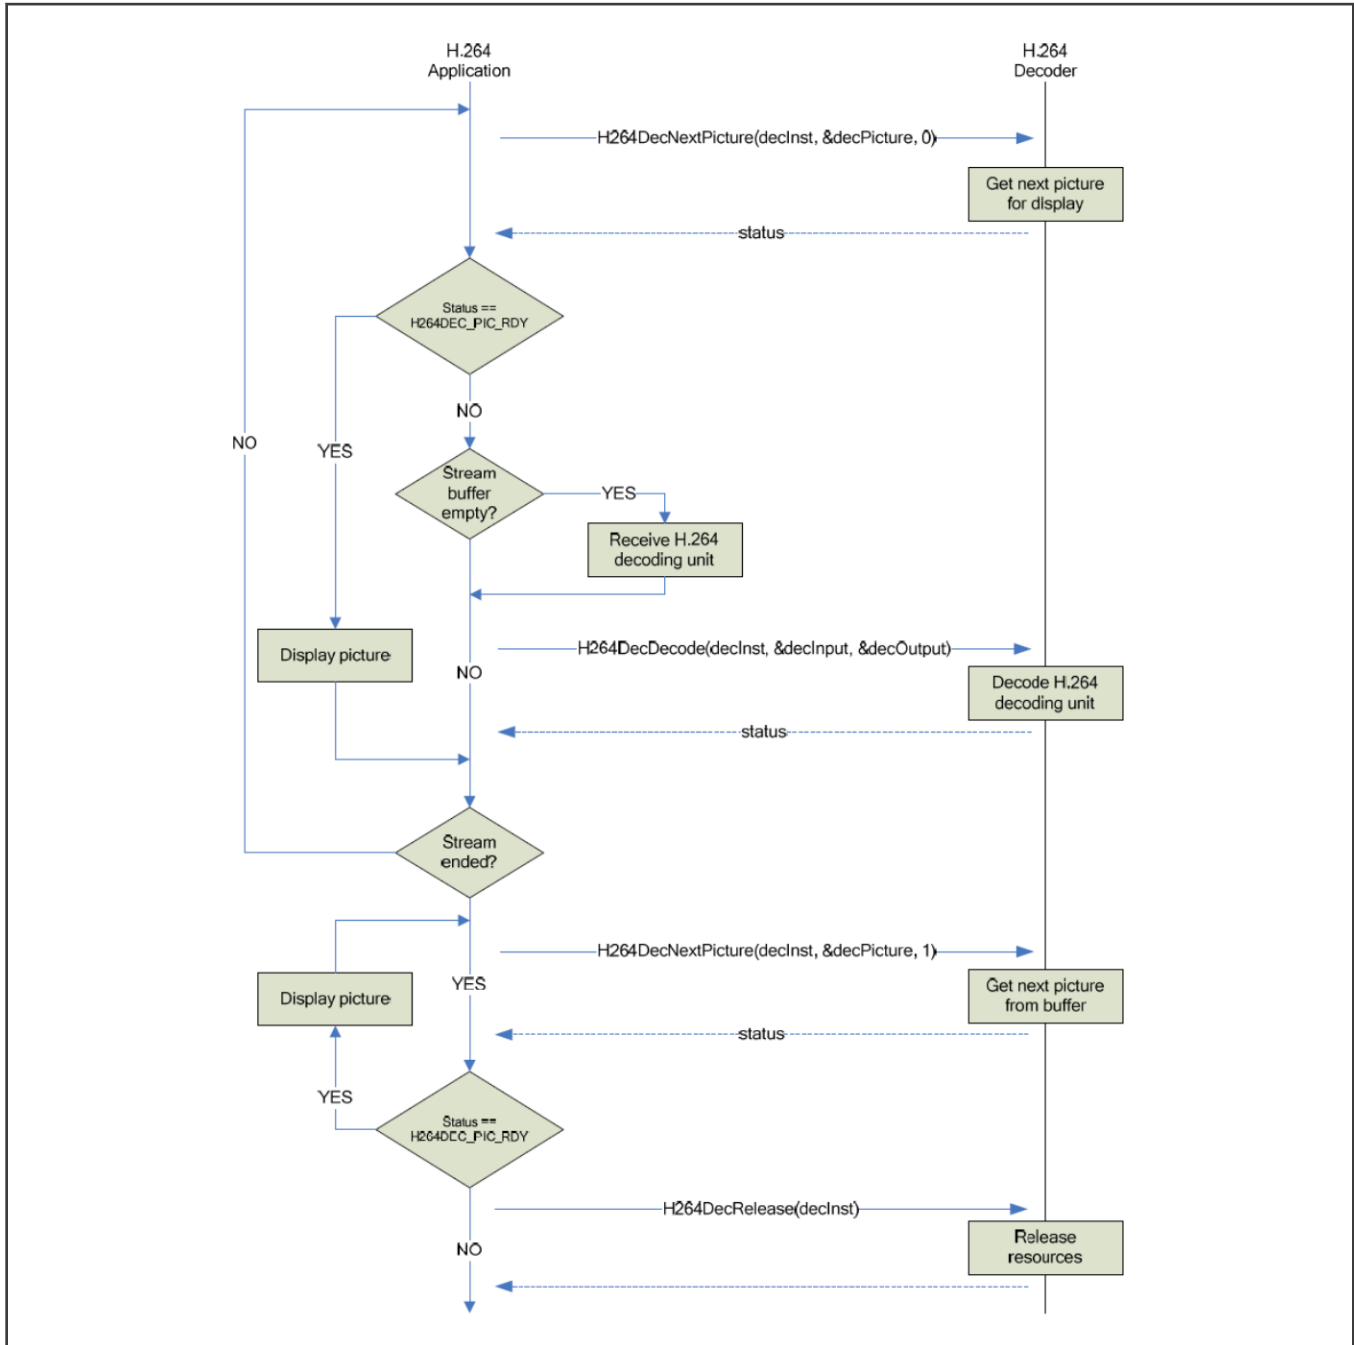 H.264
Application
H.264
Decoder
H264DecNextPicture(decInst, &decPicture, 0)
Get next picture
for display
status
Status ==
H264DEC_PIC_RDY
NO
NO
YES
Stream
buffer
empty?
YES
Receive H.264
decoding unit
Display picture
H264DecDecode(decInst, &decInput, &decOutput)
NO
Decode H.264
decoding unit
status
Stream
ended?
H264DecNextPicture(decInst, &decPicture, 1)
YES
Display picture
Get next picture
from buffer
status
YES
Status ==
H264DEC_PIC_RDY
H264DecRelease(decInst)
NO
Release
resources